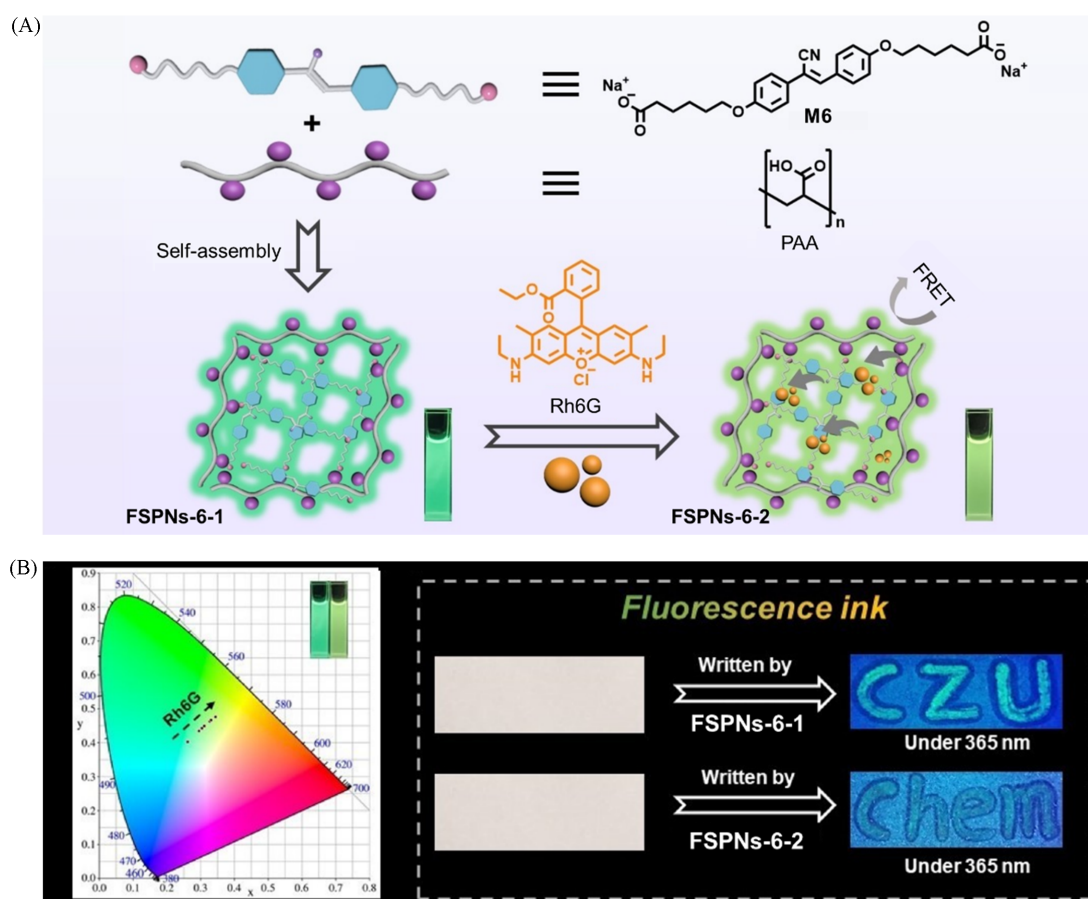 (A)
CN
O
O
O⁻
Na⁺
Na⁺
O⁻
O
O
M6
+
≡
≡
HO
O
n
PAA
Self-assembly
FRET
O
O
N
H
O⁺
Cl⁻
N
H
Rh6G
FSPNs-6-1
FSPNs-6-2
(B)
0.9
0.8
0.7
0.6
0.5
0.4
0.3
0.2
0.1
0.0
y
520
540
560
580
600
620
700
500
490
480
470
460
380
Rh6G
0.0 0.1 0.2 0.3 0.4 0.5 0.6 0.7 0.8
x
Fluorescence ink
Written by
FSPNs-6-1
CZU
Under 365 nm
Written by
FSPNs-6-2
Chem
Under 365 nm